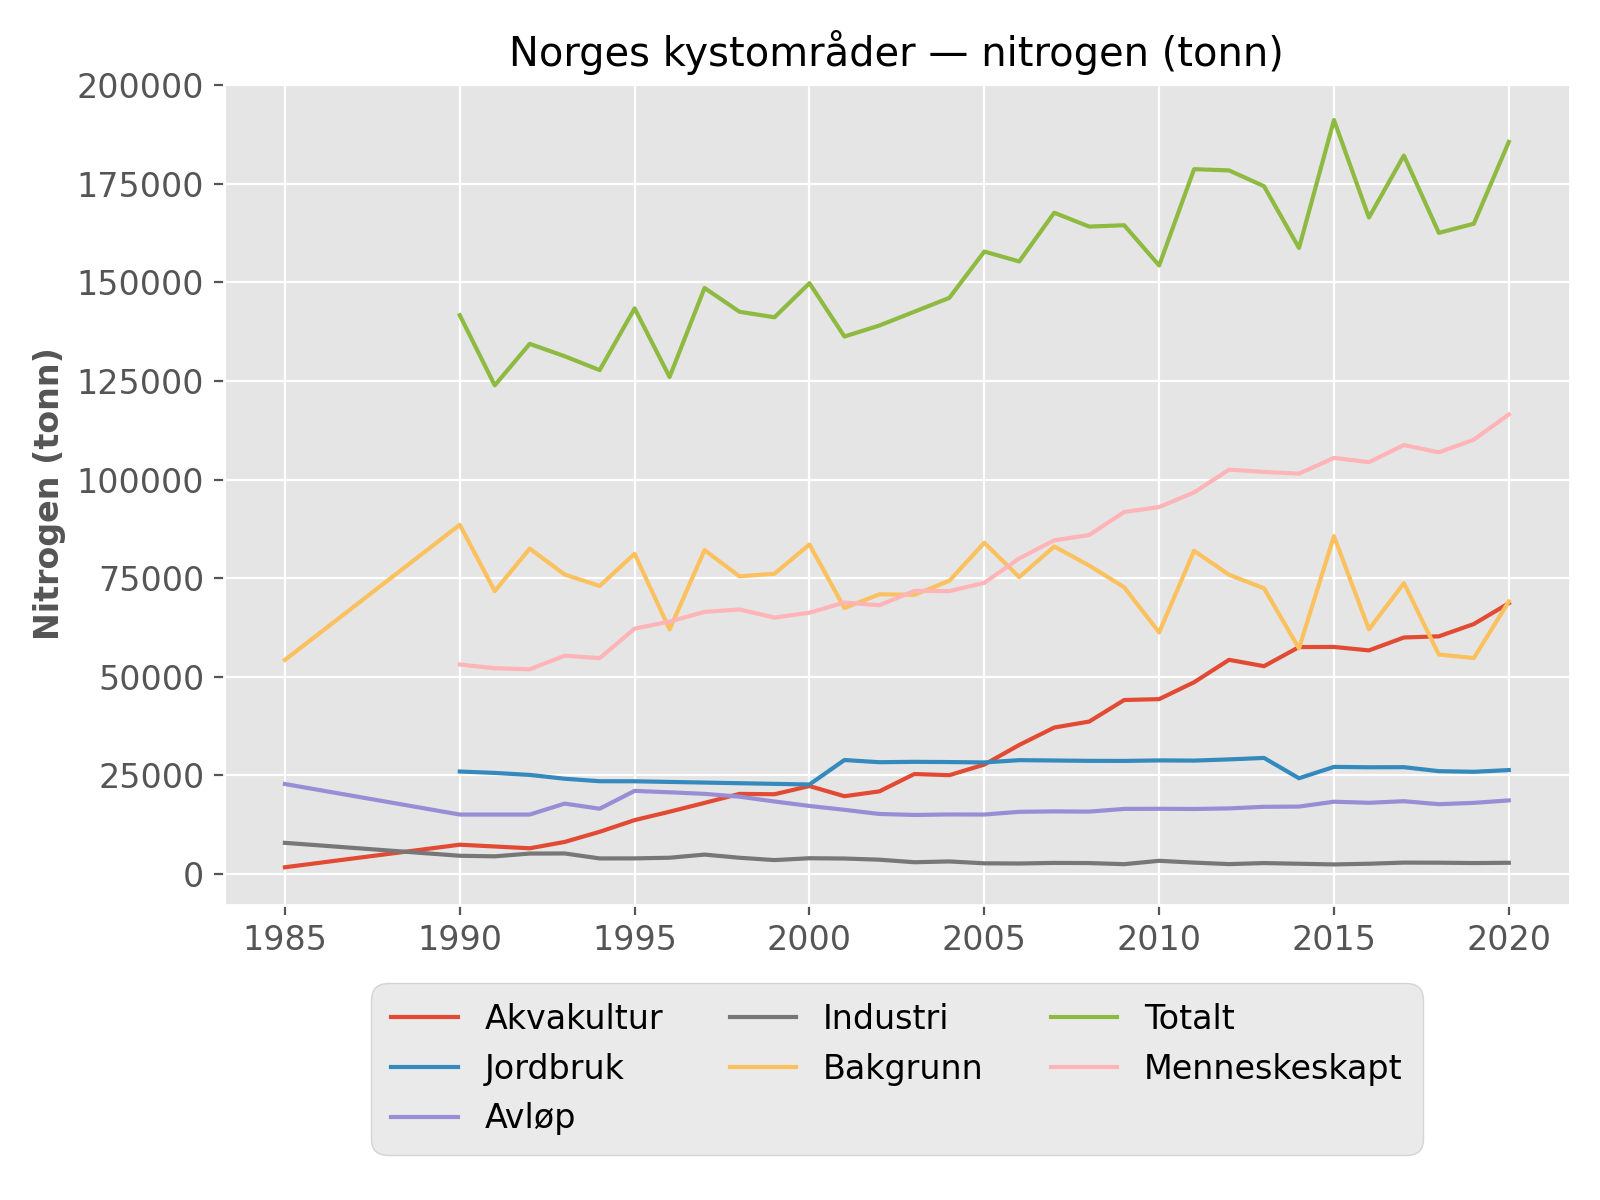 Norges kystområder — nitrogen (tonn)
200000
175000
150000
125000
100000
75000
50000
25000
0
Nitrogen (tonn)
1985 1990 1995 2000 2005 2010 2015 2020
Akvakultur Industri Totalt
Jordbruk Bakgrunn Menneskeskapt
Avløp